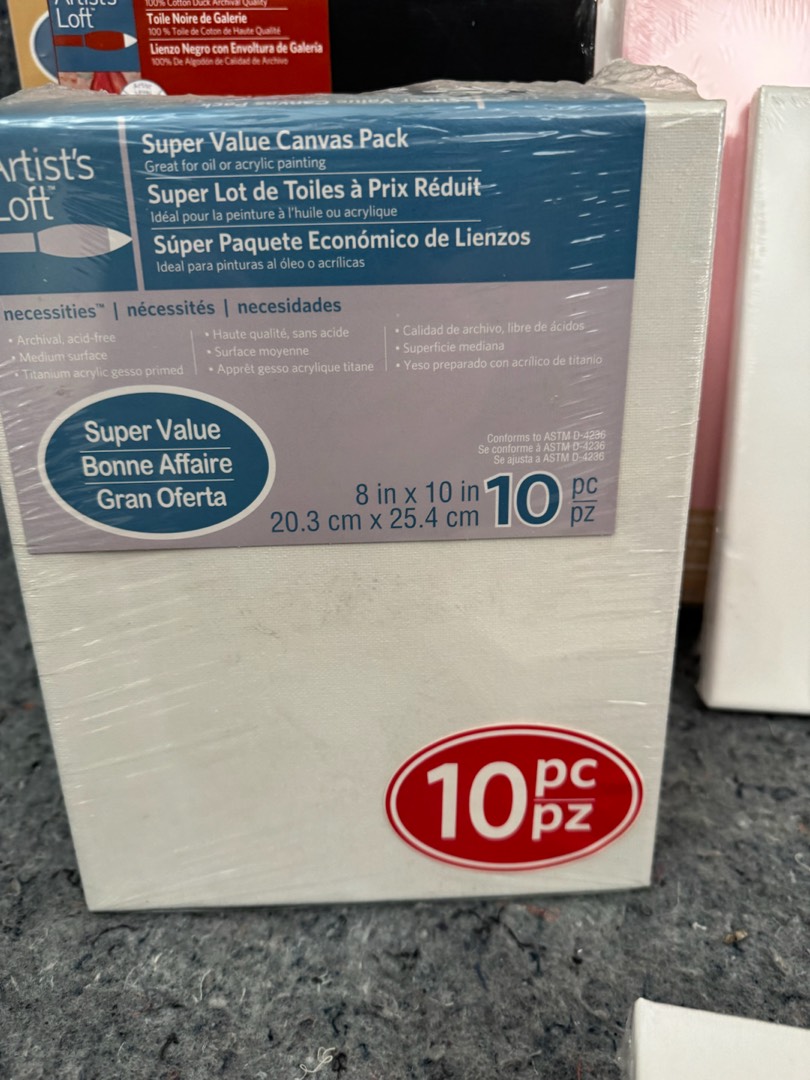 Artist's
Loft™
100% Cotton Duck Archival Quality
Toile Noire de Galerie
100 % Toile de Coton de Haute Qualité
Lienzo Negro con Envoltura de Galería
100% De Algodón de Calidad de Archivo
Artist's
Loft™
Super Value Canvas Pack
Great for oil or acrylic painting
Super Lot de Toiles à Prix Réduit
Idéal pour la peinture à l'huile ou acrylique
Súper Paquete Económico de Lienzos
Ideal para pinturas al óleo o acrílicas
necessities™ | nécessités | necesidades
• Archival, acid-free
• Medium surface
• Titanium acrylic gesso primed
• Haute qualité, sans acide
• Surface moyenne
• Apprêt gesso acrylique titane
• Calidad de archivo, libre de ácidos
• Superficie mediana
• Yeso preparado con acrílico de titanio
Super Value
Bonne Affaire
Gran Oferta
Conforms to ASTM D-4236
Se conforme à ASTM D-4236
Se ajusta a ASTM D-4236
8 in x 10 in
20.3 cm x 25.4 cm
10 pc
pz
10 pc
pz